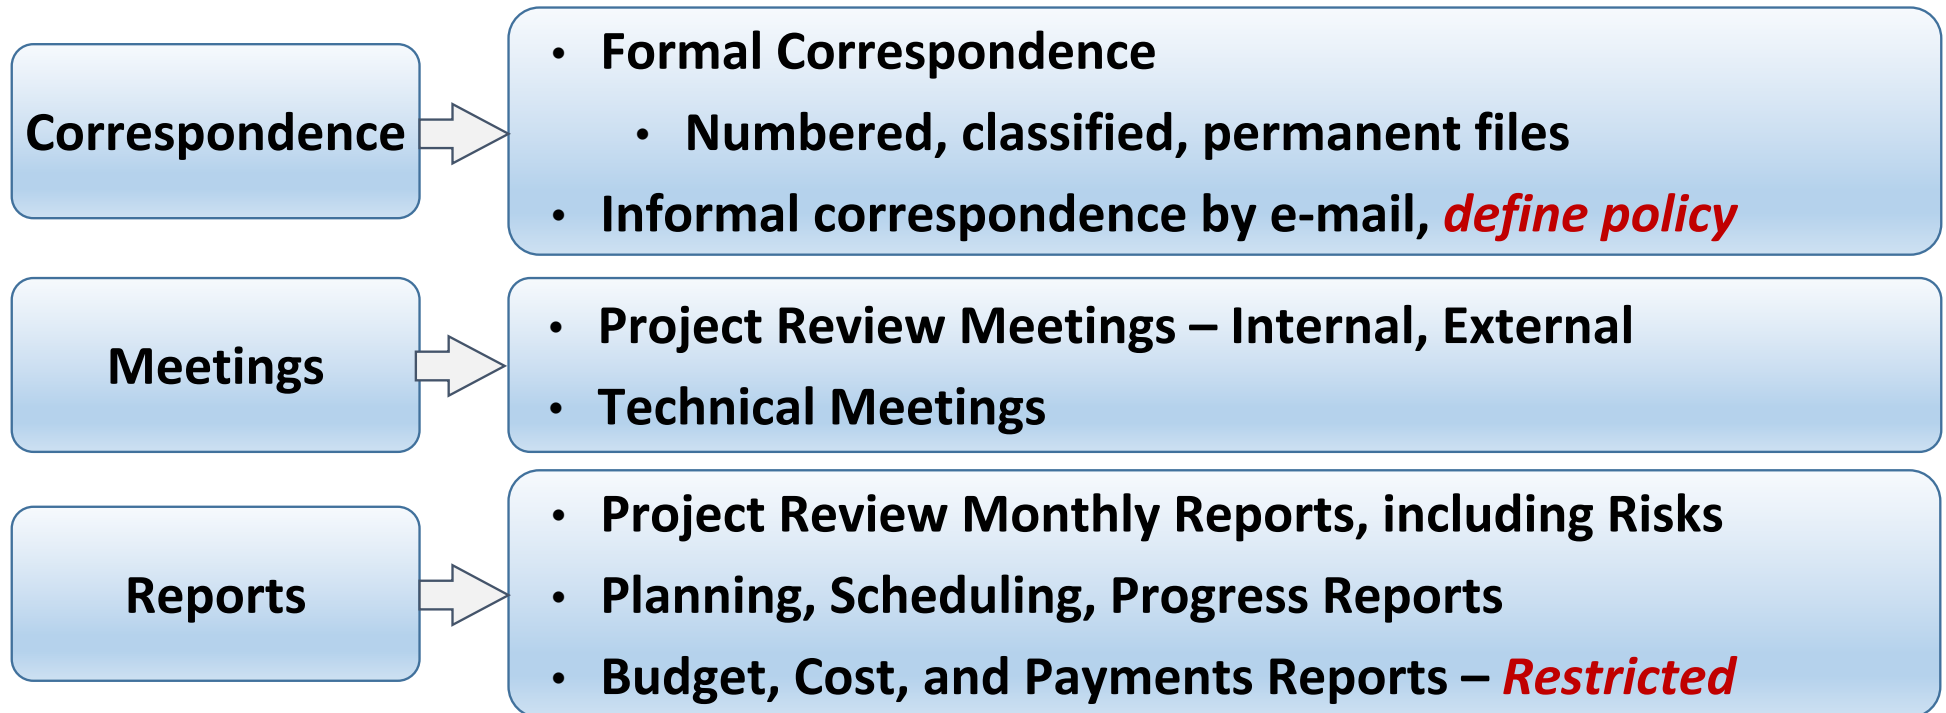 Correspondence
• Formal Correspondence
• Numbered, classified, permanent files
• Informal correspondence by e-mail, define policy
Meetings
• Project Review Meetings – Internal, External
• Technical Meetings
Reports
• Project Review Monthly Reports, including Risks
• Planning, Scheduling, Progress Reports
• Budget, Cost, and Payments Reports – Restricted